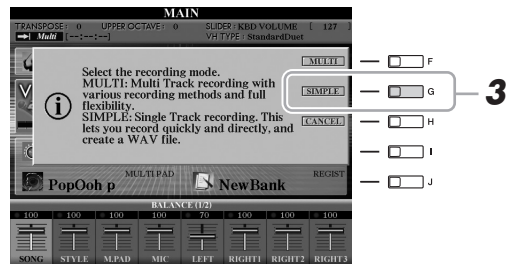 MAIN
TRANSPOSE: 0 UPPER OCTAVE: 0 SLIDER: KBD VOLUME [ 127 ]
Multi [--:--:--] VH TYPE: StandardDuet
Select the recording mode.
MULTI: Multi Track recording with
various recording methods and full
flexibility.
SIMPLE: Single Track recording. This
lets you record quickly and directly, and
create a WAV file.
MULTI
SIMPLE
CANCEL
F
G
H
I
J
3
MULTI PAD REGIST
PopOoh p NewBank
BALANCE (1/2)
100 100 100 100 70 100 100 100
SONG STYLE M.PAD MIC LEFT RIGHT1 RIGHT2 RIGHT3